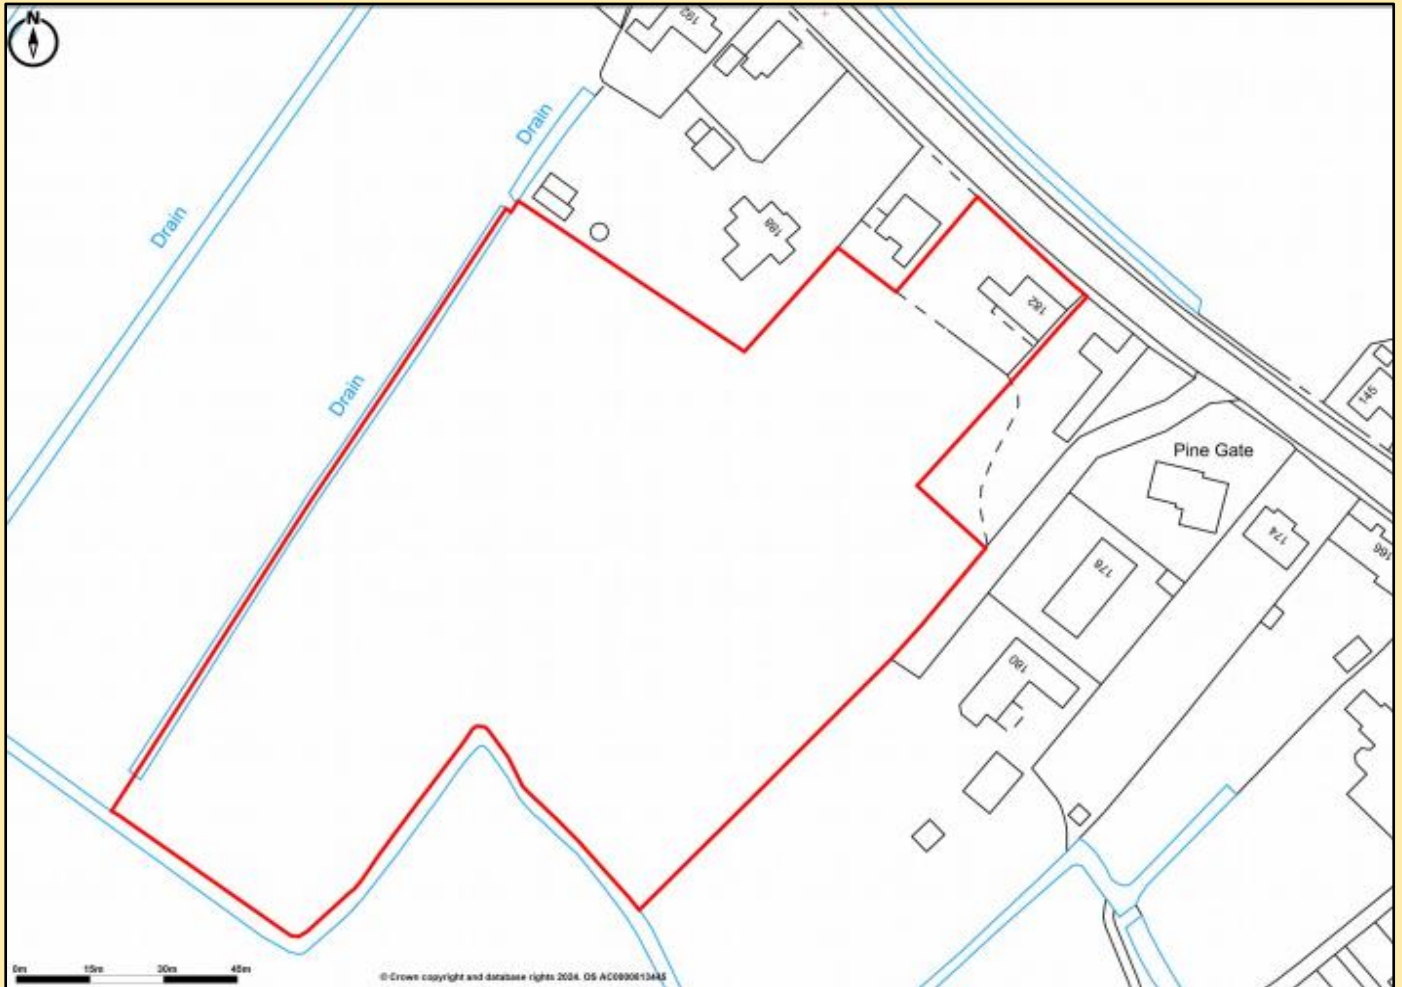 N
192
Drain
Drain
188
182
Drain
145
Pine Gate
174
166
178
180
0m 15m 30m 45m
© Crown copyright and database rights 2024. OS AC0000813445